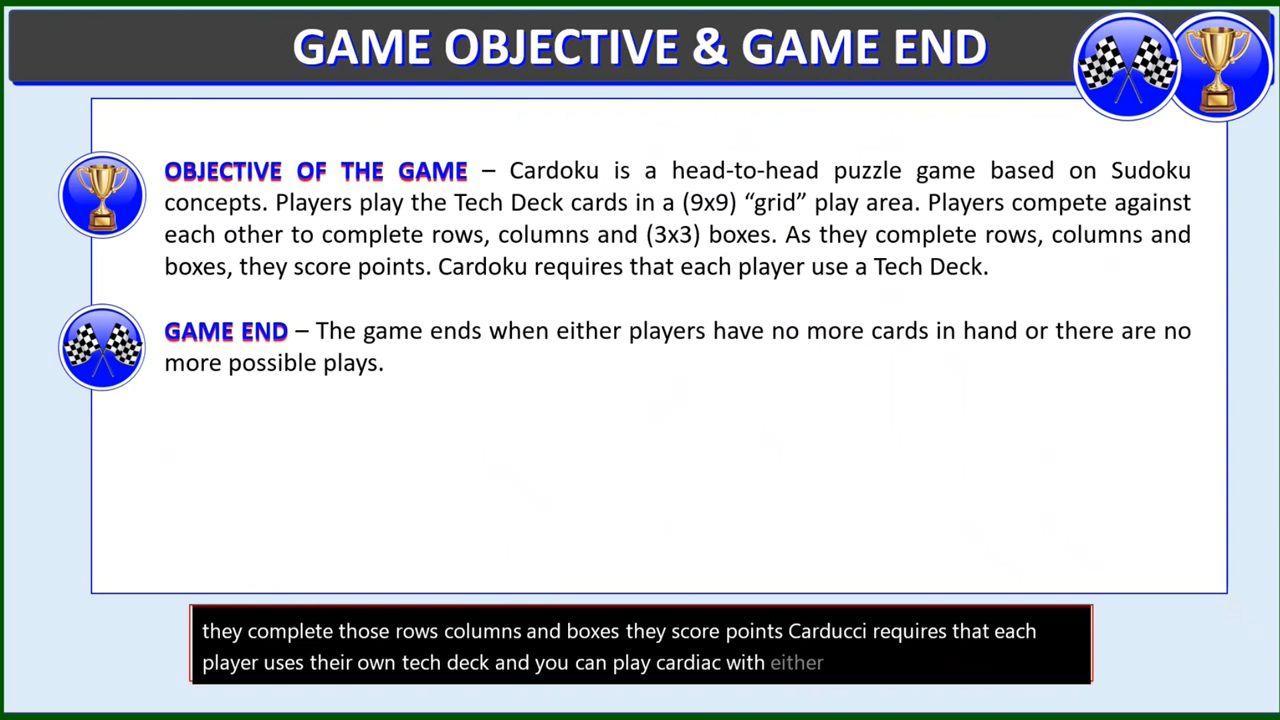 GAME OBJECTIVE & GAME END
OBJECTIVE OF THE GAME – Cardoku is a head-to-head puzzle game based on Sudoku
concepts. Players play the Tech Deck cards in a (9x9) “grid” play area. Players compete against
each other to complete rows, columns and (3x3) boxes. As they complete rows, columns and
boxes, they score points. Cardoku requires that each player use a Tech Deck.
GAME END – The game ends when either players have no more cards in hand or there are no
more possible plays.
they complete those rows columns and boxes they score points Carducci requires that each
player uses their own tech deck and you can play cardiac with either